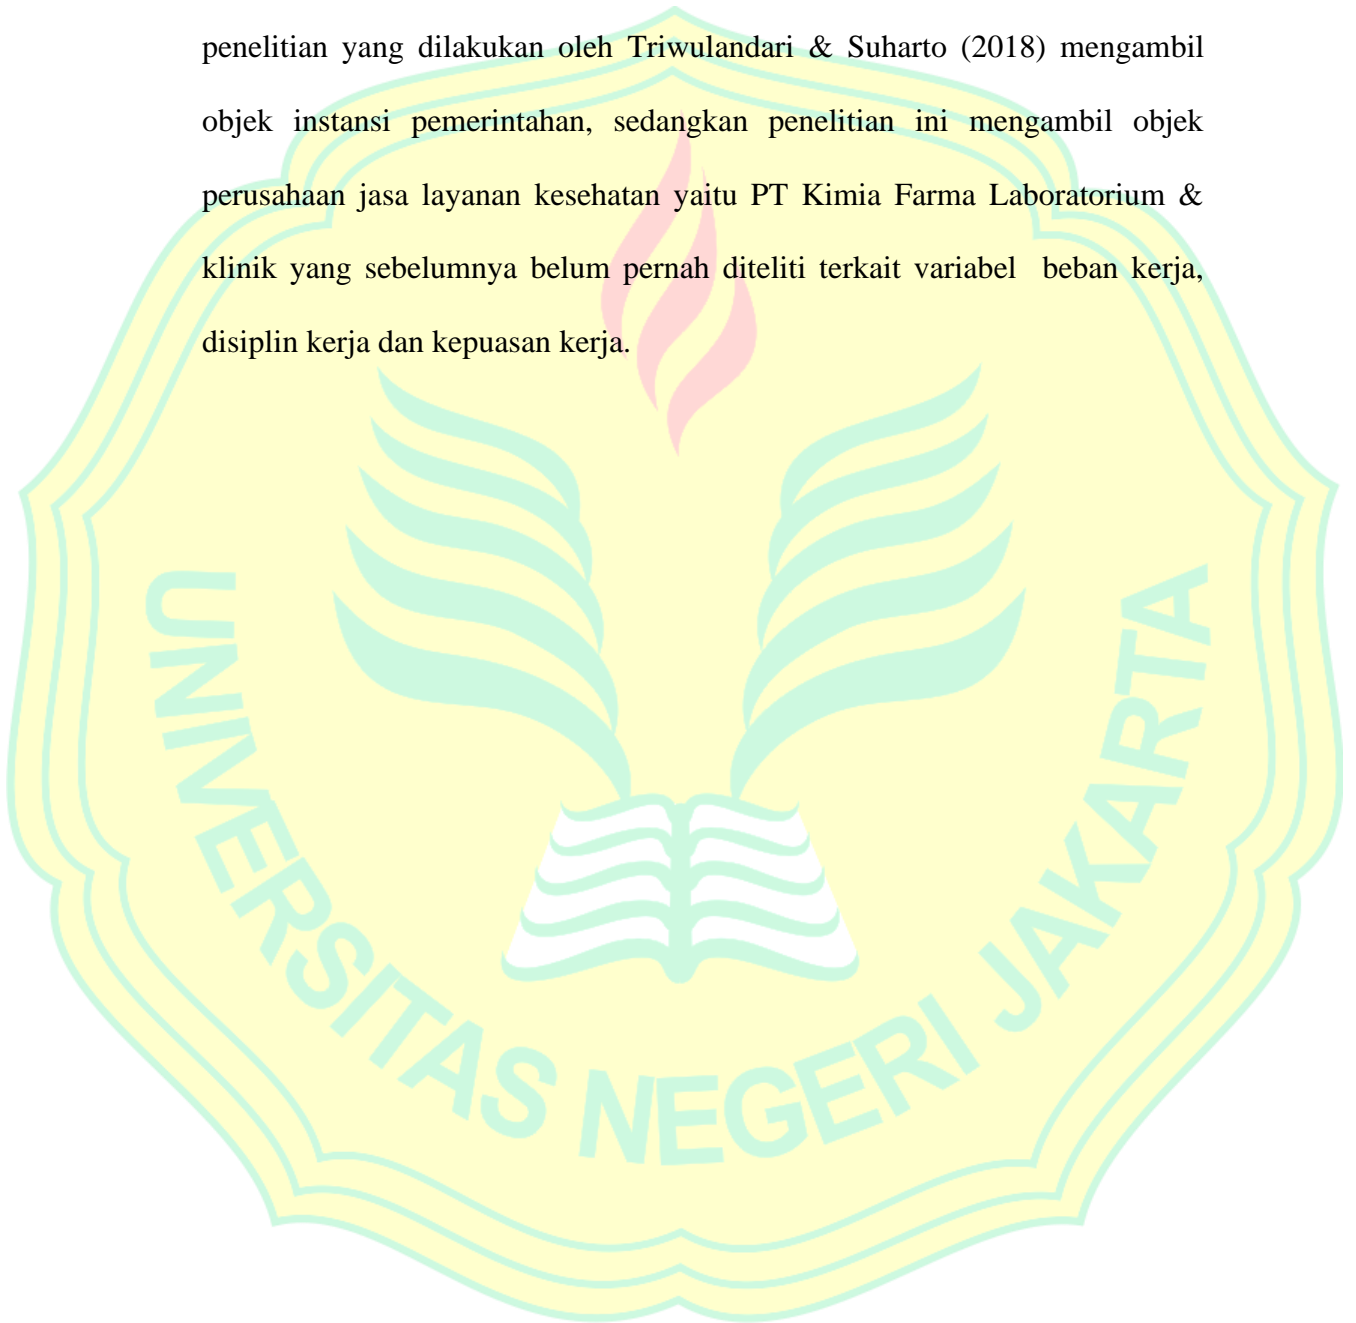 penelitian yang dilakukan oleh Triwulandari & Suharto (2018) mengambil
objek instansi pemerintahan, sedangkan penelitian ini mengambil objek
perusahaan jasa layanan kesehatan yaitu PT Kimia Farma Laboratorium &
klinik yang sebelumnya belum pernah diteliti terkait variabel beban kerja,
disiplin kerja dan kepuasan kerja.
UNIVERSITAS NEGERI JAKARTA